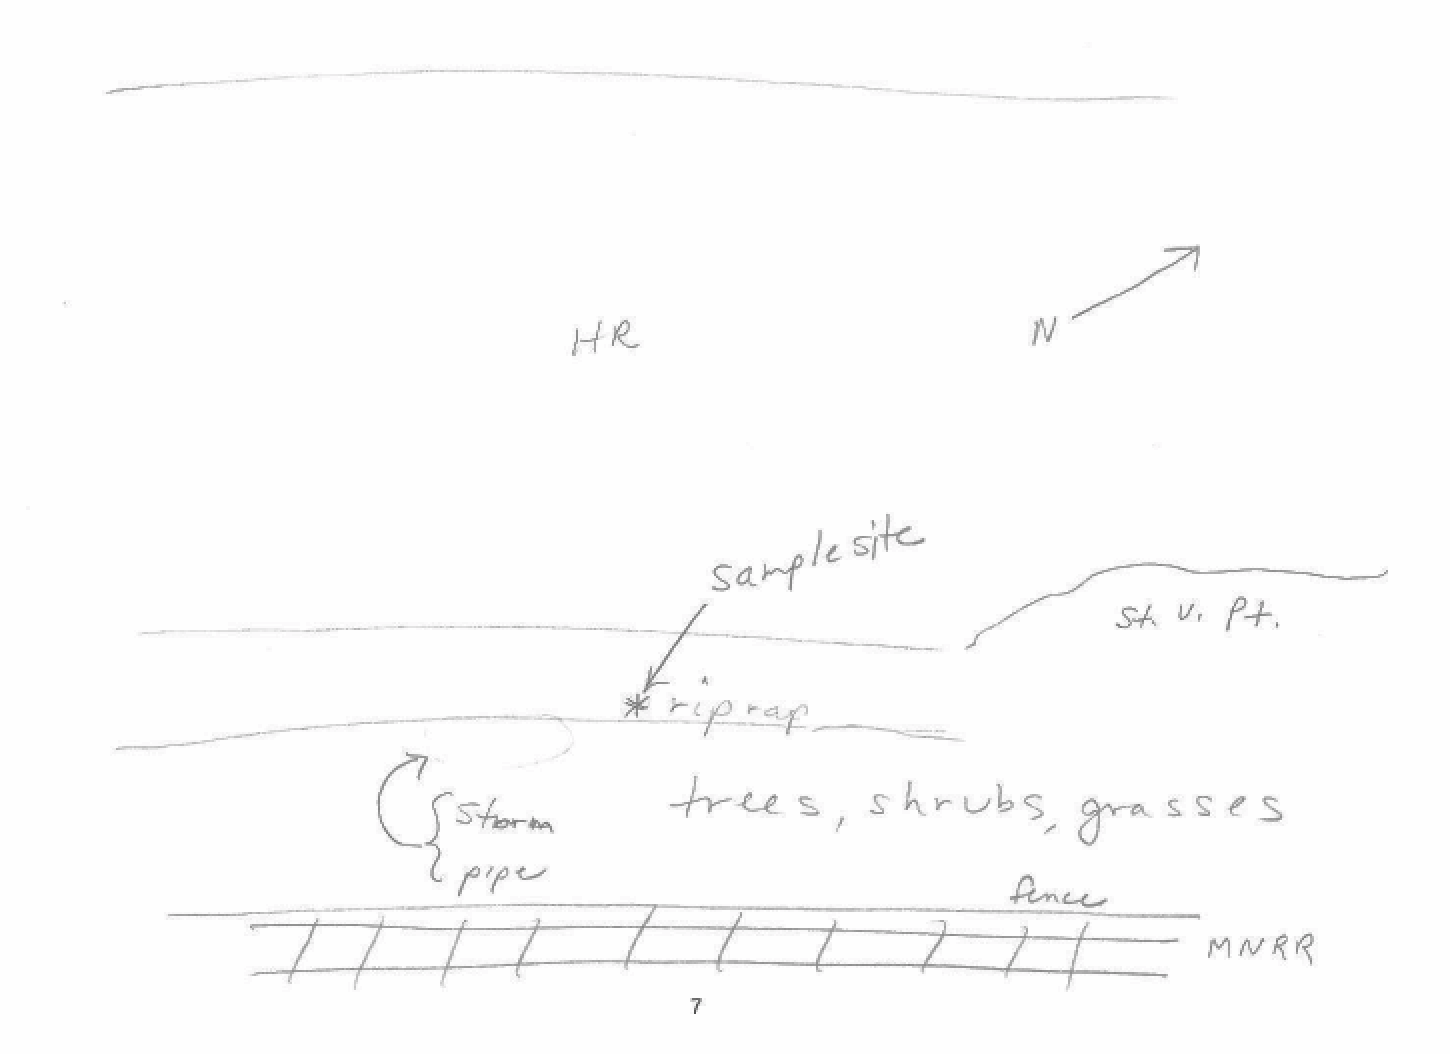 HR
N
sample site
St. V. Pt.
* riprap
trees, shrubs, grasses
storm
pipe
fence
MNRR
7